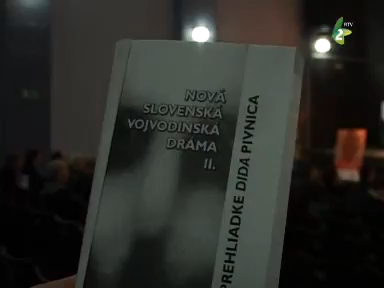 NOVÁ
SLOVENSKÁ
VOJVODINSKÁ
DRÁMA
II.
PREHLIADKE DIDA PIVNICA
RTV
2